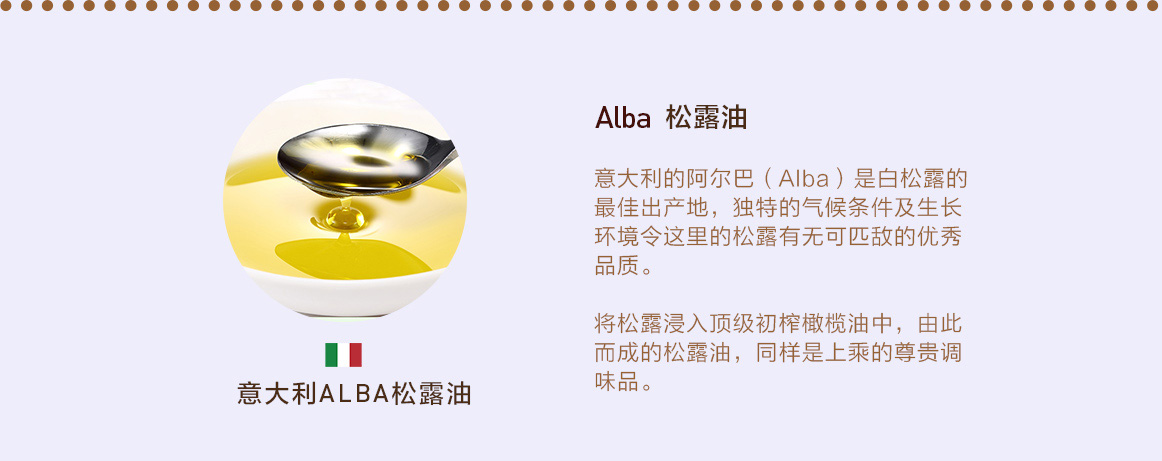 Alba 松露油
意大利的阿尔巴（Alba）是白松露的
最佳出产地，独特的气候条件及生长
环境令这里的松露有无可匹敌的优秀
品质。
将松露浸入顶级初榨橄榄油中，由此
而成的松露油，同样是上乘的尊贵调
味品。
意大利ALBA松露油